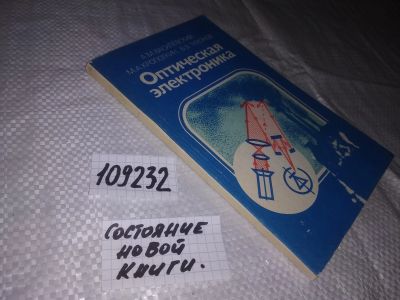 Оптическая
электроника
109232
СОСТОЯНИЕ
НОВОЙ
КНИГИ.